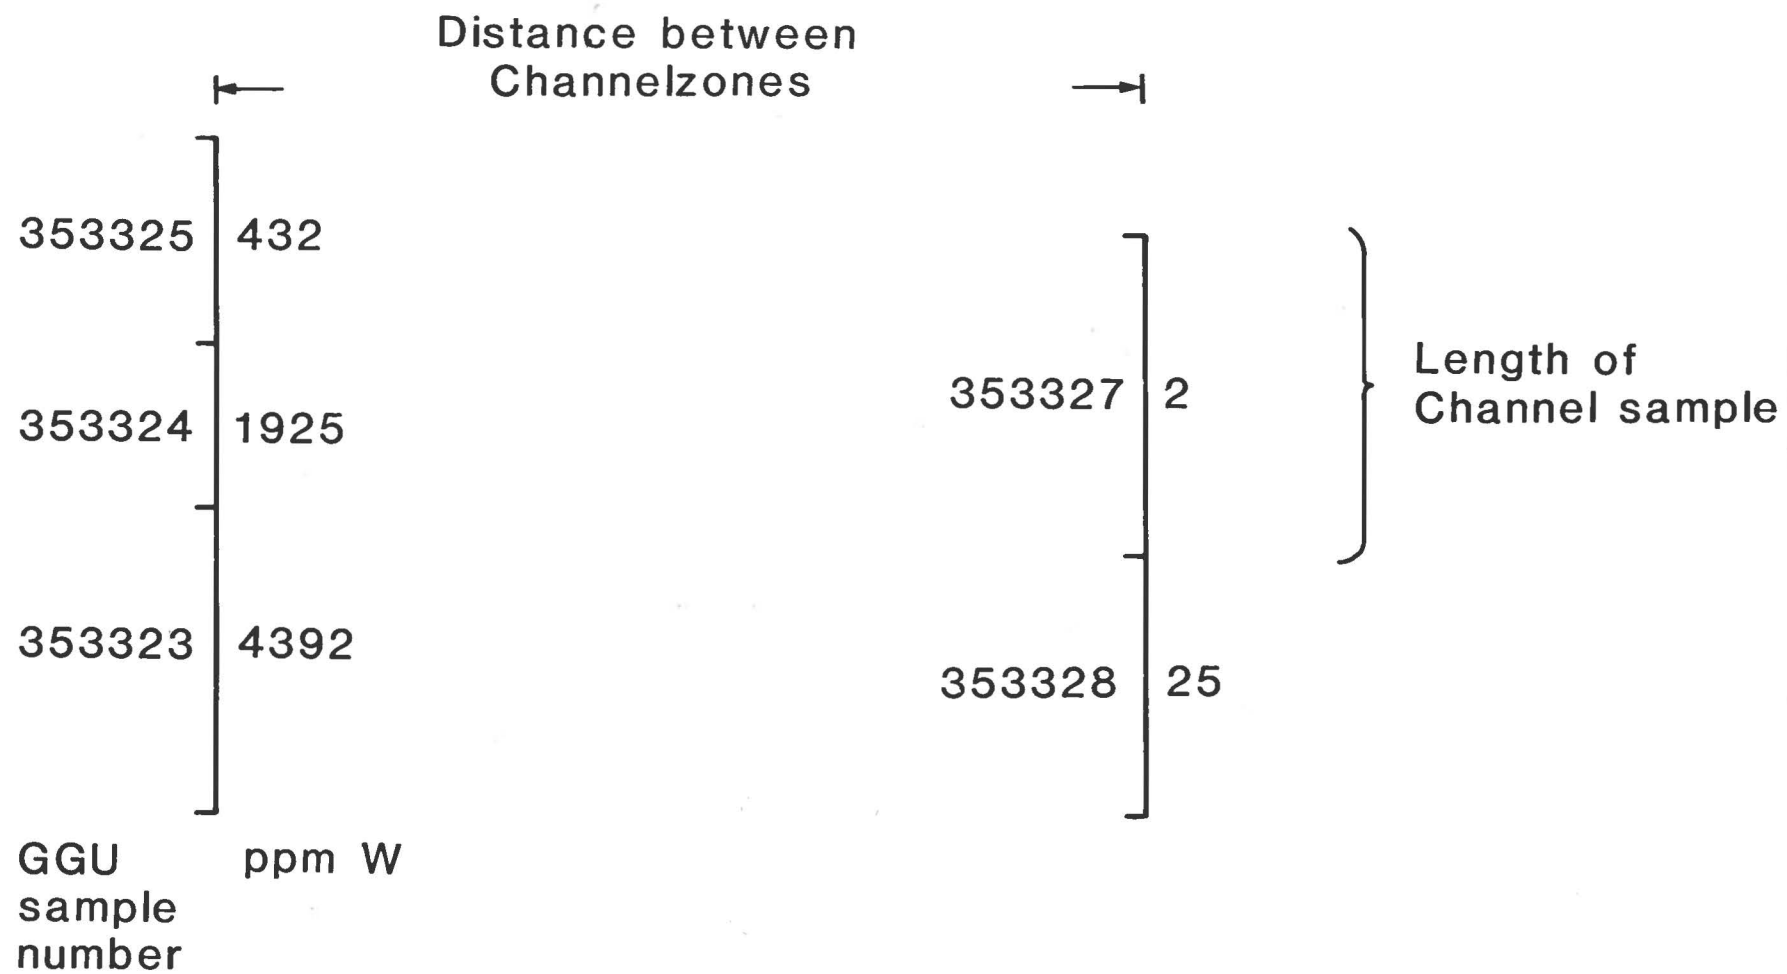 Distance between
Channelzones
353325 432
353324 1925
353323 4392
353327 2
353328 25
Length of
Channel sample
GGU
sample
number
ppm W